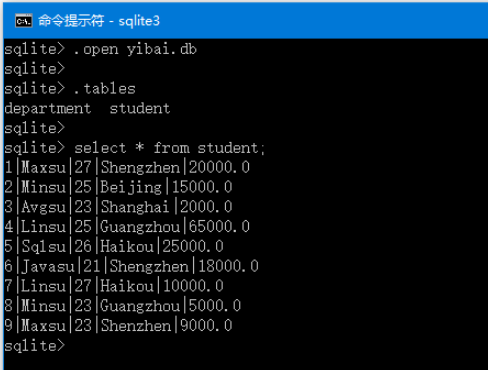 命令提示符 - sqlite3
sqlite> .open yibai.db
sqlite>
sqlite> .tables
department  student
sqlite>
sqlite> select * from student;
1|Maxsu|27|Shengzhen|20000.0
2|Minsu|25|Beijing|15000.0
3|Avgsu|23|Shanghai|2000.0
4|Linsu|25|Guangzhou|65000.0
5|Sqlsu|26|Haikou|25000.0
6|Javasu|21|Shengzhen|18000.0
7|Linsu|27|Haikou|10000.0
8|Minsu|23|Guangzhou|5000.0
9|Maxsu|23|Shenzhen|9000.0
sqlite>